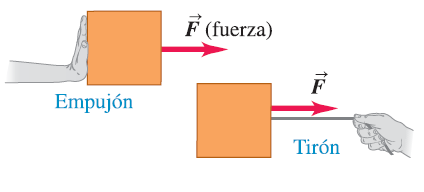 F⃗ (fuerza)
Empujón
F⃗
Tirón